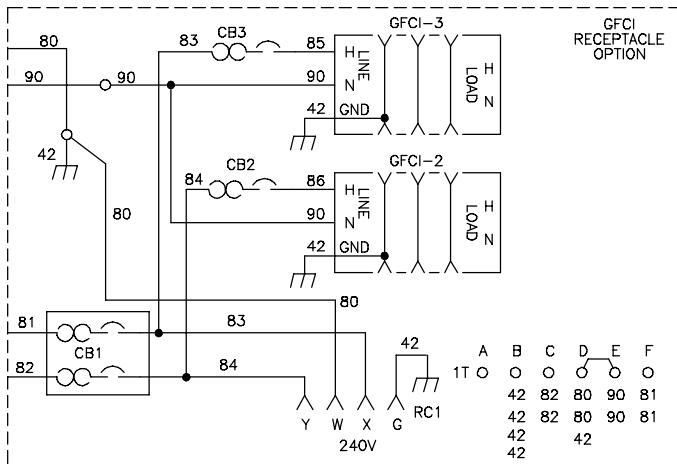 GFCI
RECEPTACLE
OPTION
80
83
CB3
85
GFCI-3
H
LINE
N
LOAD
H
N
90
90
90
42
GND
42
84
CB2
86
GFCI-2
H
LINE
N
LOAD
H
N
90
80
42
GND
80
81
CB1
83
82
84
42
Y
W
X
G
RC1
240V
A B C D E F
1T
42 82 80 90 81
42 82 80 90 81
42 42
42